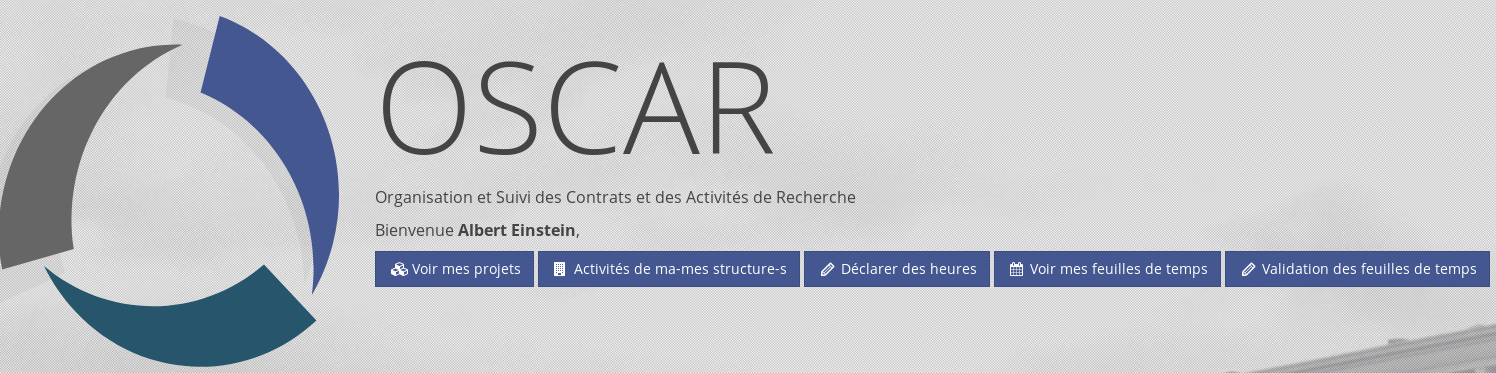 OSCAR
Organisation et Suivi des Contrats et des Activités de Recherche
Bienvenue Albert Einstein,
Voir mes projets Activités de ma-mes structure-s Déclarer des heures Voir mes feuilles de temps Validation des feuilles de temps